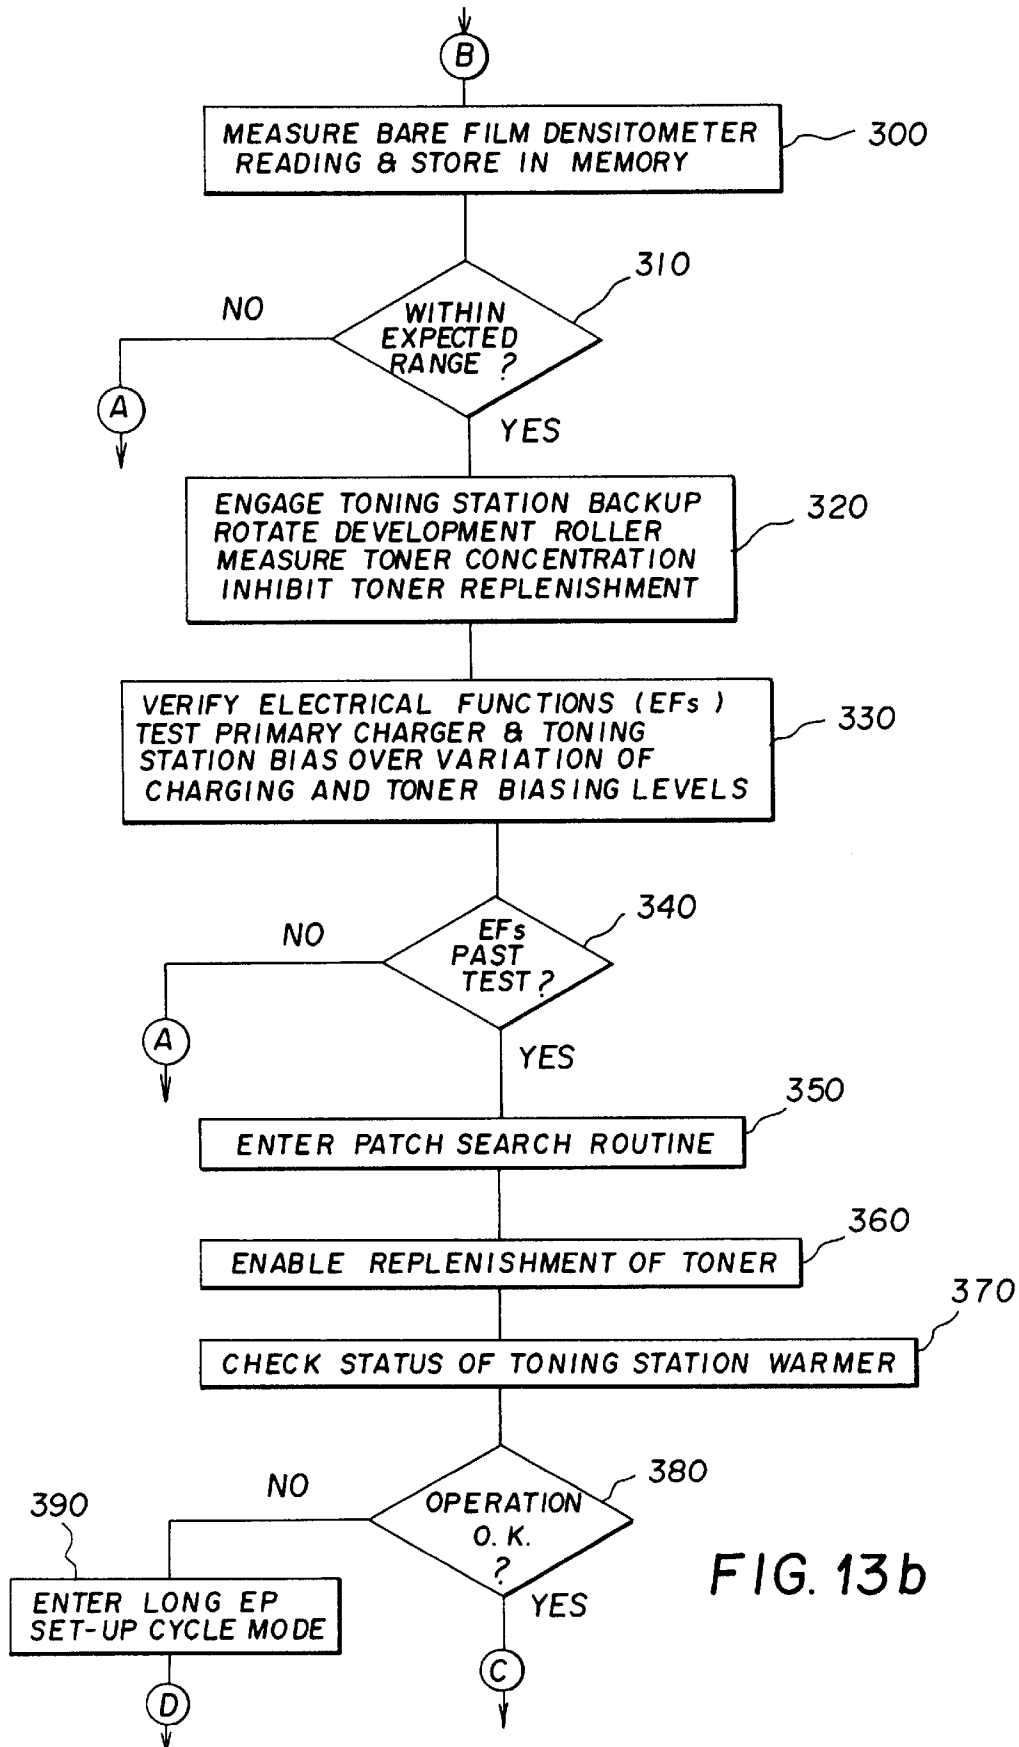 B
MEASURE BARE FILM DENSITOMETER
READING & STORE IN MEMORY
300
310
NO
WITHIN
EXPECTED
RANGE ?
A
YES
ENGAGE TONING STATION BACKUP
ROTATE DEVELOPMENT ROLLER
MEASURE TONER CONCENTRATION
INHIBIT TONER REPLENISHMENT
320
VERIFY ELECTRICAL FUNCTIONS (EFs )
TEST PRIMARY CHARGER & TONING
STATION BIAS OVER VARIATION OF
CHARGING AND TONER BIASING LEVELS
330
340
NO
EFs
PAST
TEST ?
A
YES
350
ENTER PATCH SEARCH ROUTINE
360
ENABLE REPLENISHMENT OF TONER
370
CHECK STATUS OF TONING STATION WARMER
380
NO
OPERATION
O. K.
?
390
YES
ENTER LONG EP
SET-UP CYCLE MODE
D
C
FIG. 13b